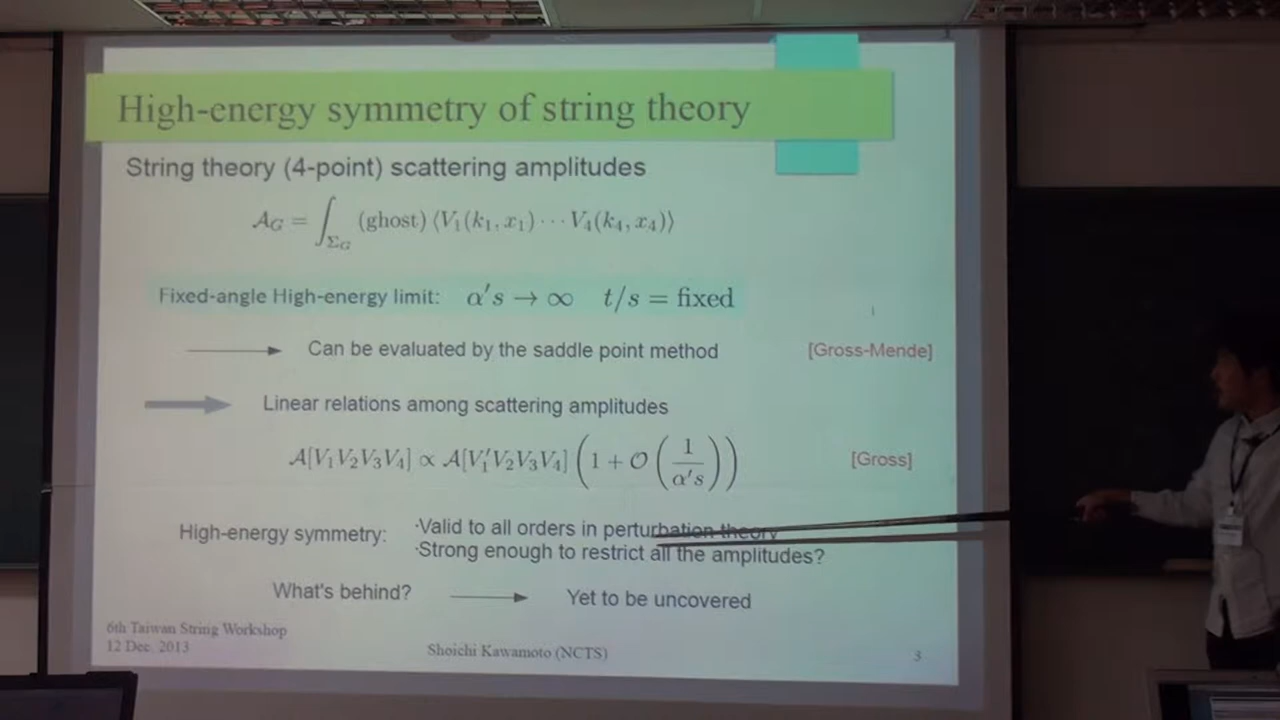 High-energy symmetry of string theory
String theory (4-point) scattering amplitudes
A_G = ∫_{Σ_G} (ghost) ⟨V₁(k₁, x₁) ··· V₄(k₄, x₄)⟩
Fixed-angle High-energy limit: α′s → ∞ t/s = fixed
Can be evaluated by the saddle point method [Gross-Mende]
Linear relations among scattering amplitudes
𝒜[V₁V₂V₃V₄] ∝ 𝒜[V₁′V₂V₃V₄] (1 + 𝒪(1/α′s)) [Gross]
High-energy symmetry: ·Valid to all orders in perturbation theory
·Strong enough to restrict all the amplitudes?
What's behind? Yet to be uncovered
6th Taiwan String Workshop
12 Dec. 2013 Shoichi Kawamoto (NCTS) 3